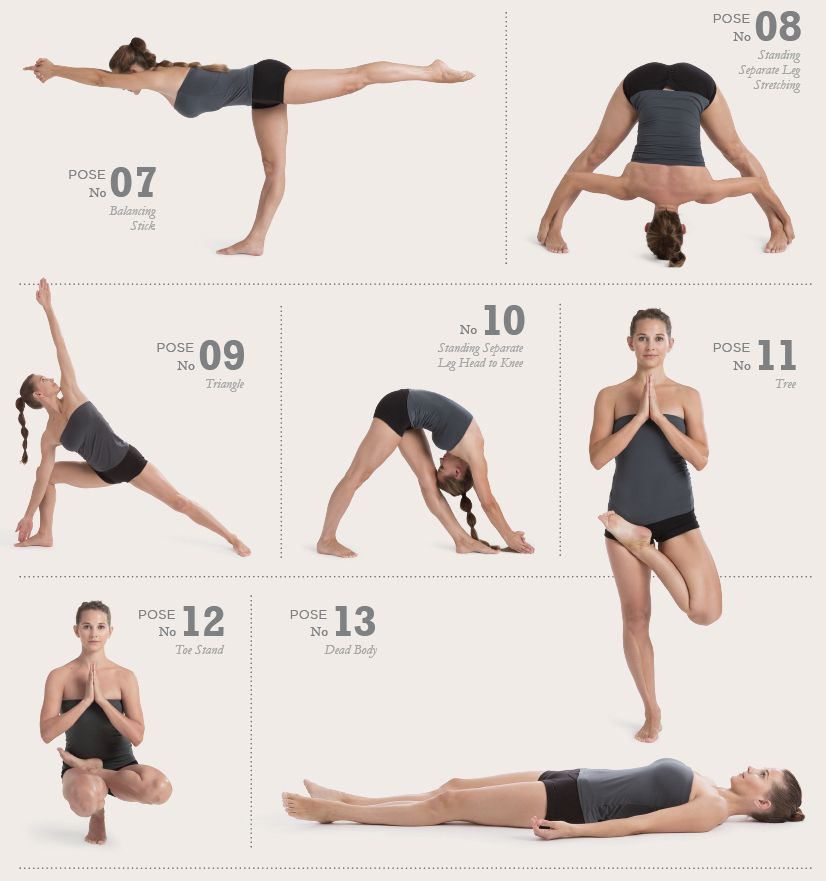 POSE
No 07
Balancing
Stick
POSE
No 08
Standing
Separate Leg
Stretching
POSE
No 09
Triangle
No 10
Standing Separate
Leg Head to Knee
POSE
No 11
Tree
POSE
No 12
Toe Stand
POSE
No 13
Dead Body